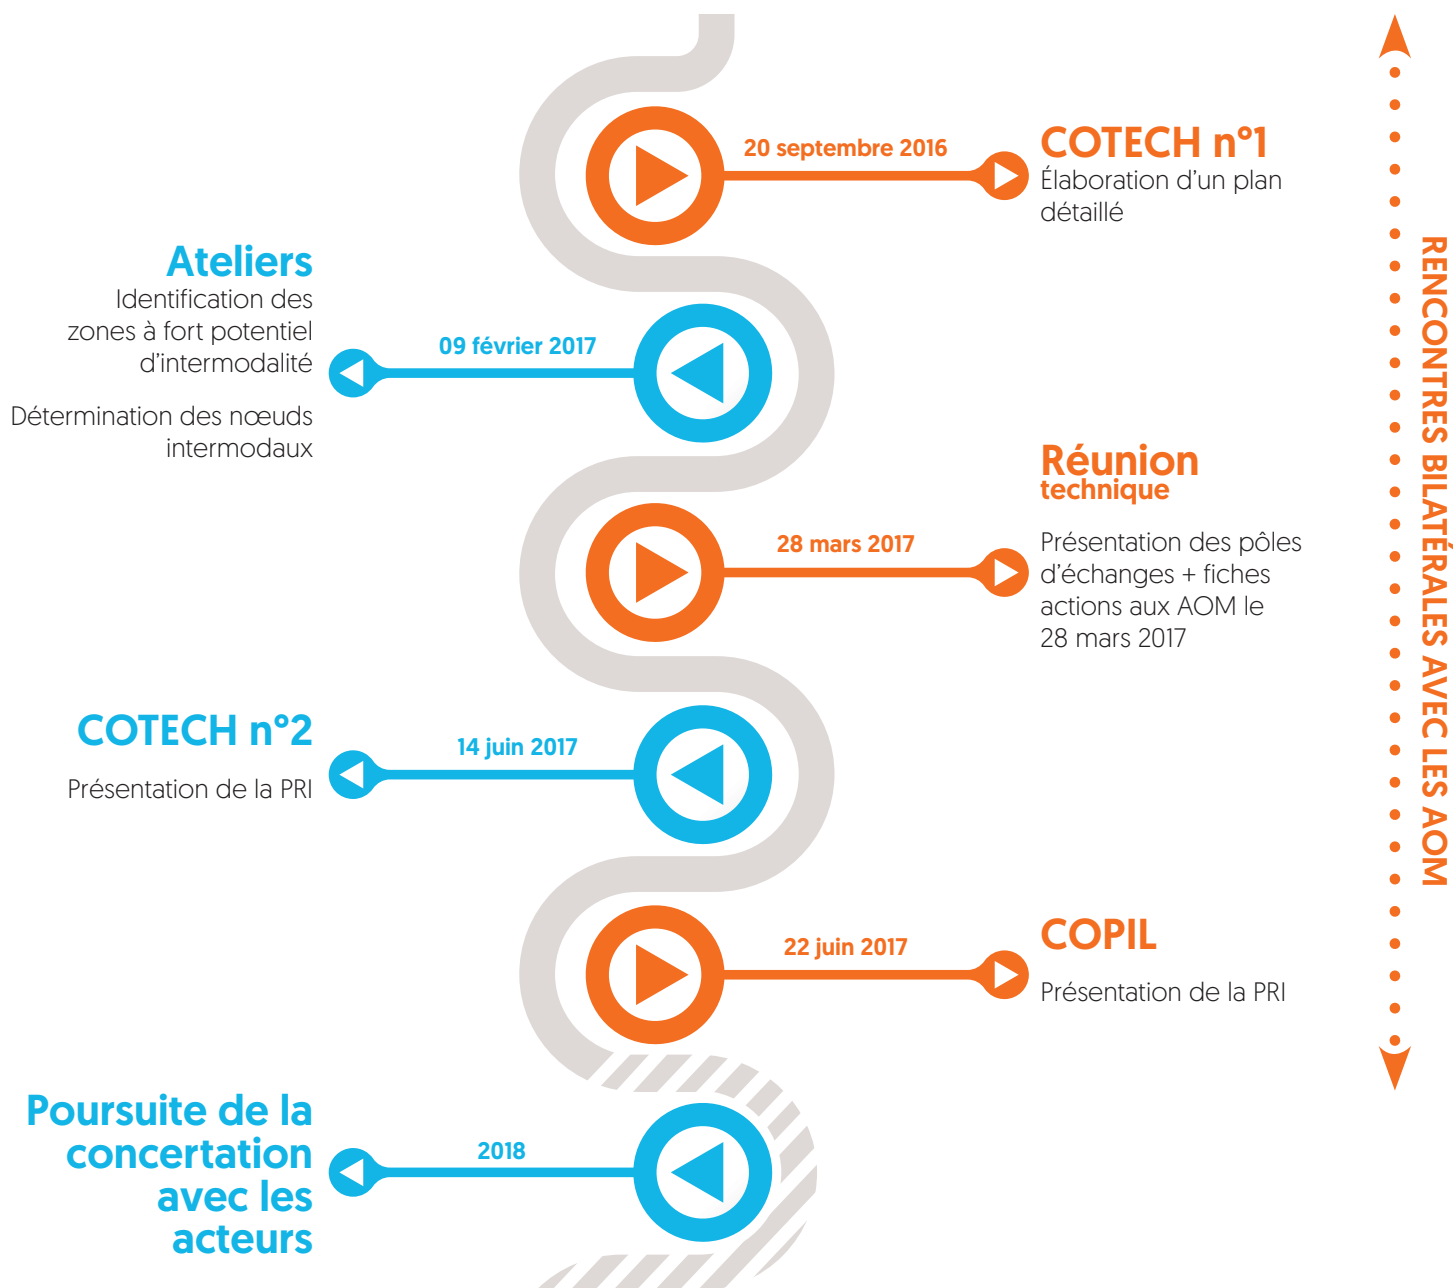 20 septembre 2016
COTECH n°1
Élaboration d'un plan
détaillé
Ateliers
Identification des
zones à fort potentiel
d'intermodalité
Détermination des nœuds
intermodaux
09 février 2017
28 mars 2017
Réunion
technique
Présentation des pôles
d'échanges + fiches
actions aux AOM le
28 mars 2017
COTECH n°2
Présentation de la PRI
14 juin 2017
22 juin 2017
COPIL
Présentation de la PRI
Poursuite de la
concertation
avec les
acteurs
2018
RENCONTRES BILATÉRALES AVEC LES AOM